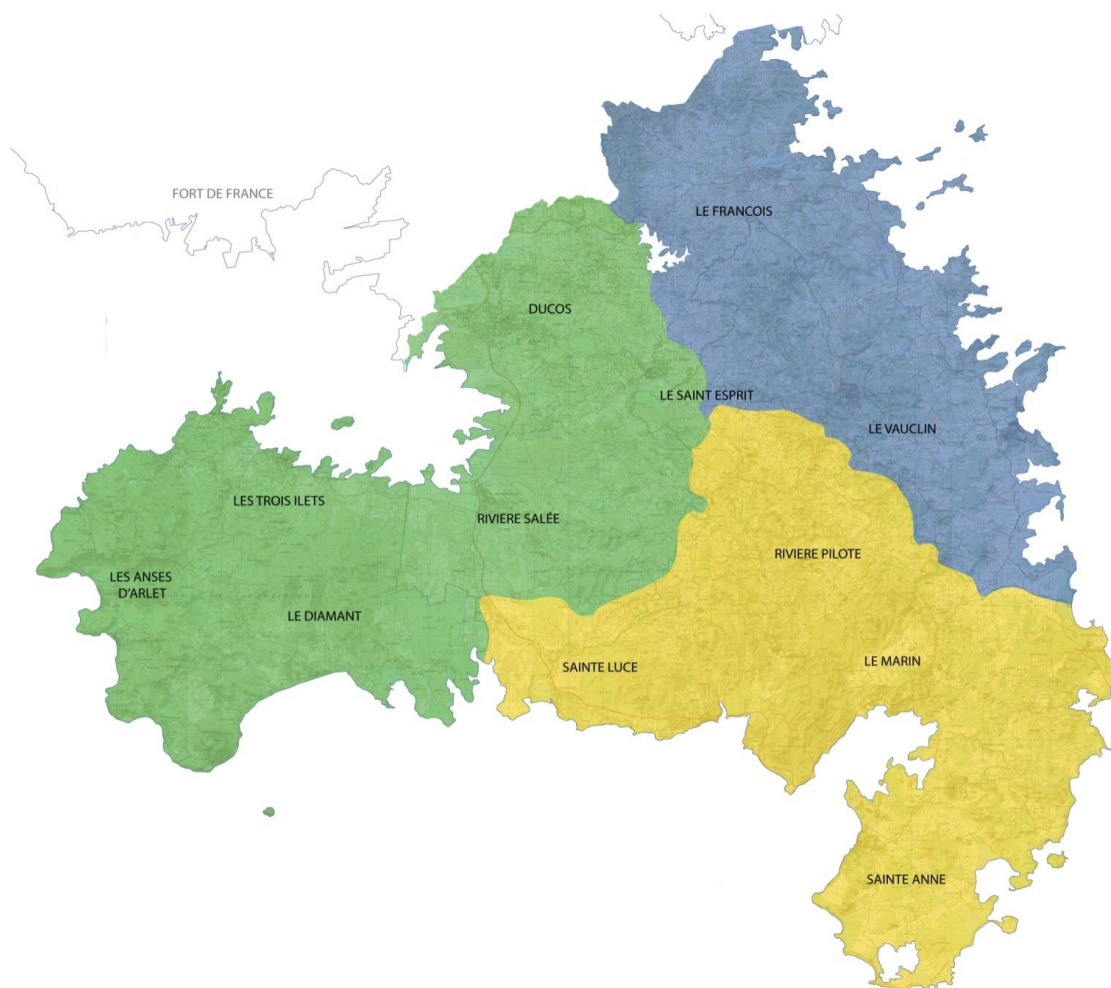 FORT DE FRANCE
LE FRANCOIS
DUCOS
LE SAINT ESPRIT
LE VAUCLIN
LES TROIS ILETS
RIVIERE SALÉE
RIVIERE PILOTE
LES ANSES
D'ARLET
LE DIAMANT
SAINTE LUCE
LE MARIN
SAINTE ANNE